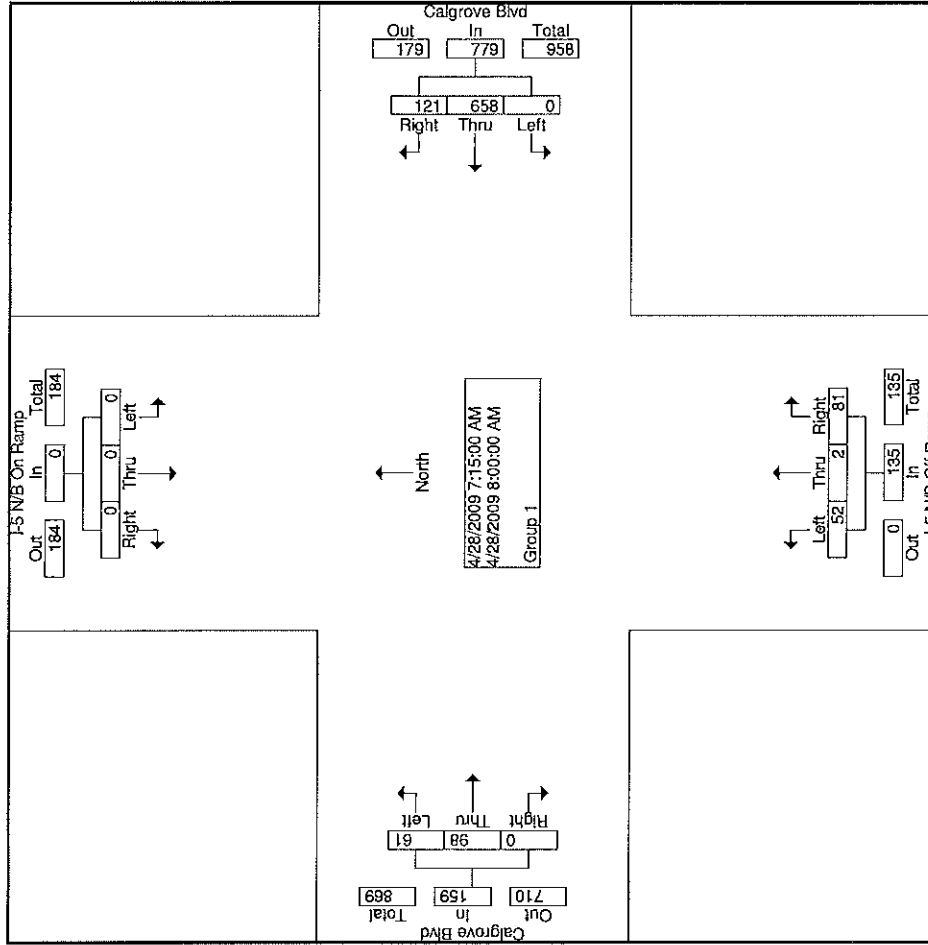 Calgrove Blvd
Out In Total
179 779 958
121 658 0
Right Thru Left
I-5 N/B On Ramp
Out In Total
184 0 184
0 0 0
Right Thru Left
North
4/28/2009 7:15:00 AM
4/28/2009 8:00:00 AM
Group 1
Left Thru Right
52 2 81
0 135 135
Out In Total
Left Thru Right
61 98 0
869 159 710
Total In Out
Calgrove Blvd